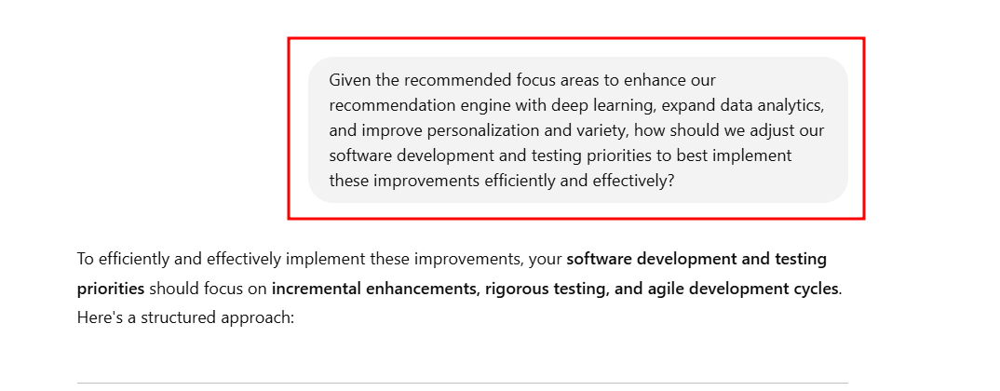 Given the recommended focus areas to enhance our
recommendation engine with deep learning, expand data analytics,
and improve personalization and variety, how should we adjust our
software development and testing priorities to best implement
these improvements efficiently and effectively?
To efficiently and effectively implement these improvements, your software development and testing
priorities should focus on incremental enhancements, rigorous testing, and agile development cycles.
Here's a structured approach: